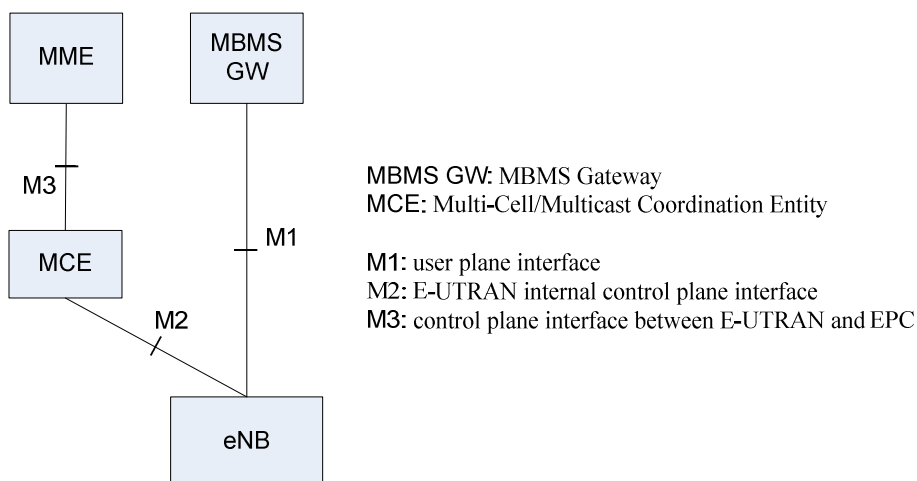 MME
MBMS
GW
M3
M1
MCE
M2
eNB
MBMS GW: MBMS Gateway
MCE: Multi-Cell/Multicast Coordination Entity
M1: user plane interface
M2: E-UTRAN internal control plane interface
M3: control plane interface between E-UTRAN and EPC